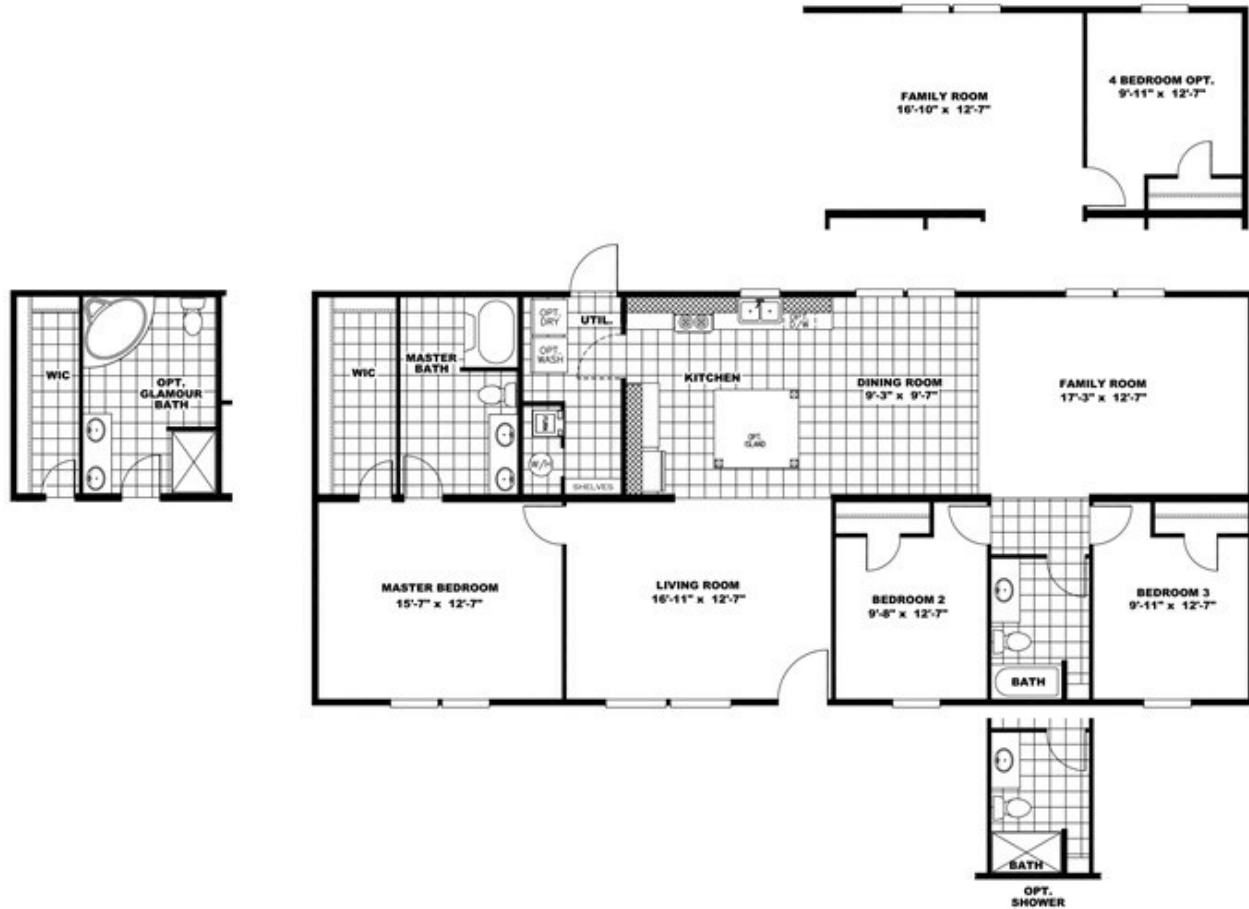 FAMILY ROOM
16'-10" x 12'-7"
4 BEDROOM OPT.
9'-11" x 12'-7"
WIC
OPT.
GLAMOUR
BATH
WIC
MASTER
BATH
OPT.
DRY
OPT.
WASH
UTIL.
W/H
SHELVES
KITCHEN
OPT.
D/W
OPT.
ISLAND
DINING ROOM
9'-3" x 9'-7"
FAMILY ROOM
17'-3" x 12'-7"
MASTER BEDROOM
15'-7" x 12'-7"
LIVING ROOM
16'-11" x 12'-7"
BEDROOM 2
9'-8" x 12'-7"
BATH
BEDROOM 3
9'-11" x 12'-7"
BATH
OPT.
SHOWER